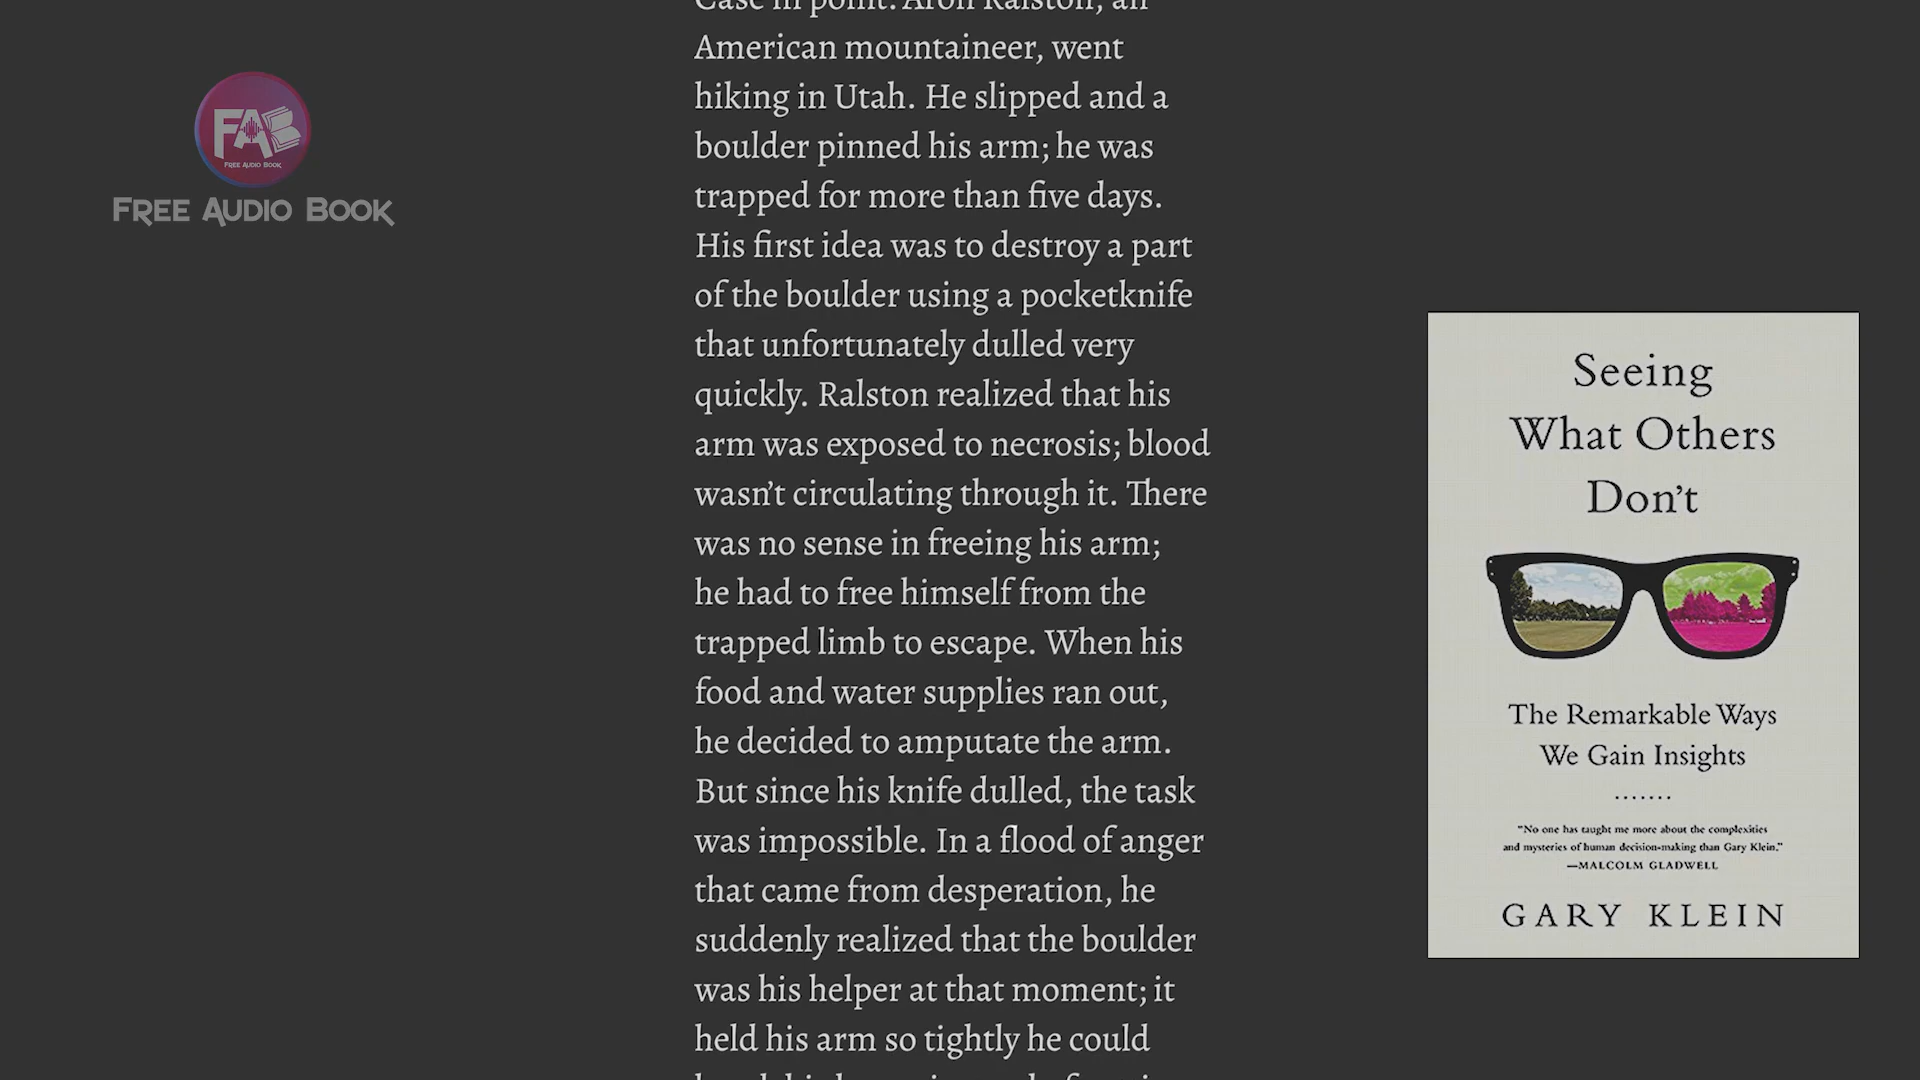 Case in point: Aron Ralston, an
American mountaineer, went
hiking in Utah. He slipped and a
boulder pinned his arm; he was
trapped for more than five days.
His first idea was to destroy a part
of the boulder using a pocketknife
that unfortunately dulled very
quickly. Ralston realized that his
arm was exposed to necrosis; blood
wasn't circulating through it. There
was no sense in freeing his arm;
he had to free himself from the
trapped limb to escape. When his
food and water supplies ran out,
he decided to amputate the arm.
But since his knife dulled, the task
was impossible. In a flood of anger
that came from desperation, he
suddenly realized that the boulder
was his helper at that moment; it
held his arm so tightly he could
FAB
FREE AUDIO BOOK
FREE AUDIO BOOK
Seeing
What Others
Don't
The Remarkable Ways
We Gain Insights
.......
"No one has taught me more about the complexities
and mysteries of human decision-making than Gary Klein."
—MALCOLM GLADWELL
GARY KLEIN